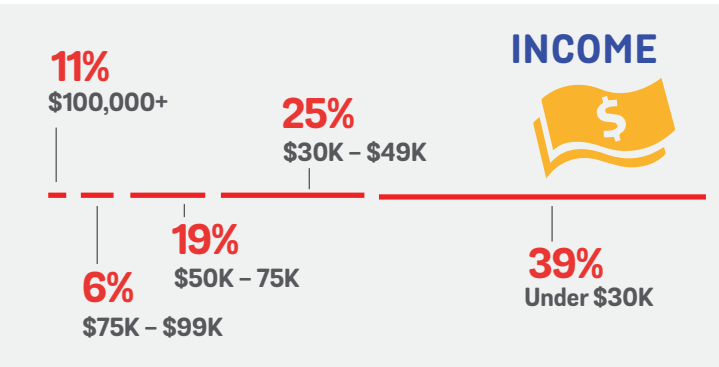 INCOME
11%
$100,000+
25%
$30K – $49K
$
19%
$50K – 75K
6%
$75K – $99K
39%
Under $30K